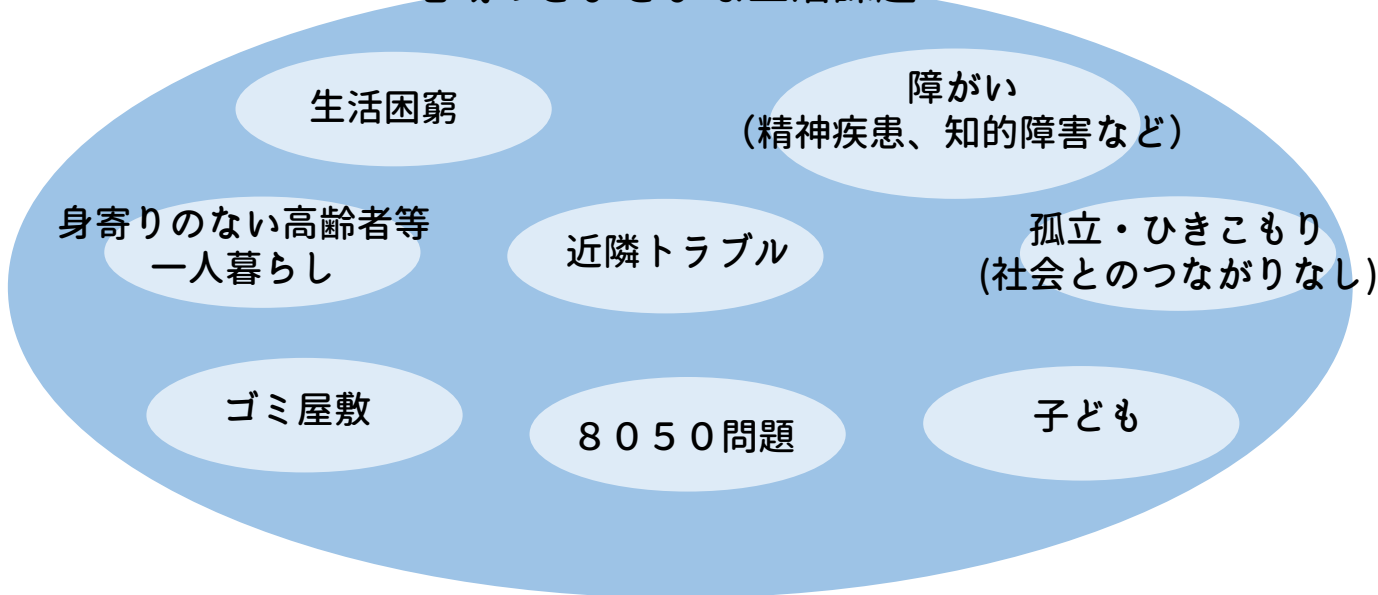 生活困窮
障がい
（精神疾患、知的障害など）
身寄りのない高齢者等
一人暮らし
近隣トラブル
孤立・ひきこもり
(社会とのつながりなし)
ゴミ屋敷
８０５０問題
子ども